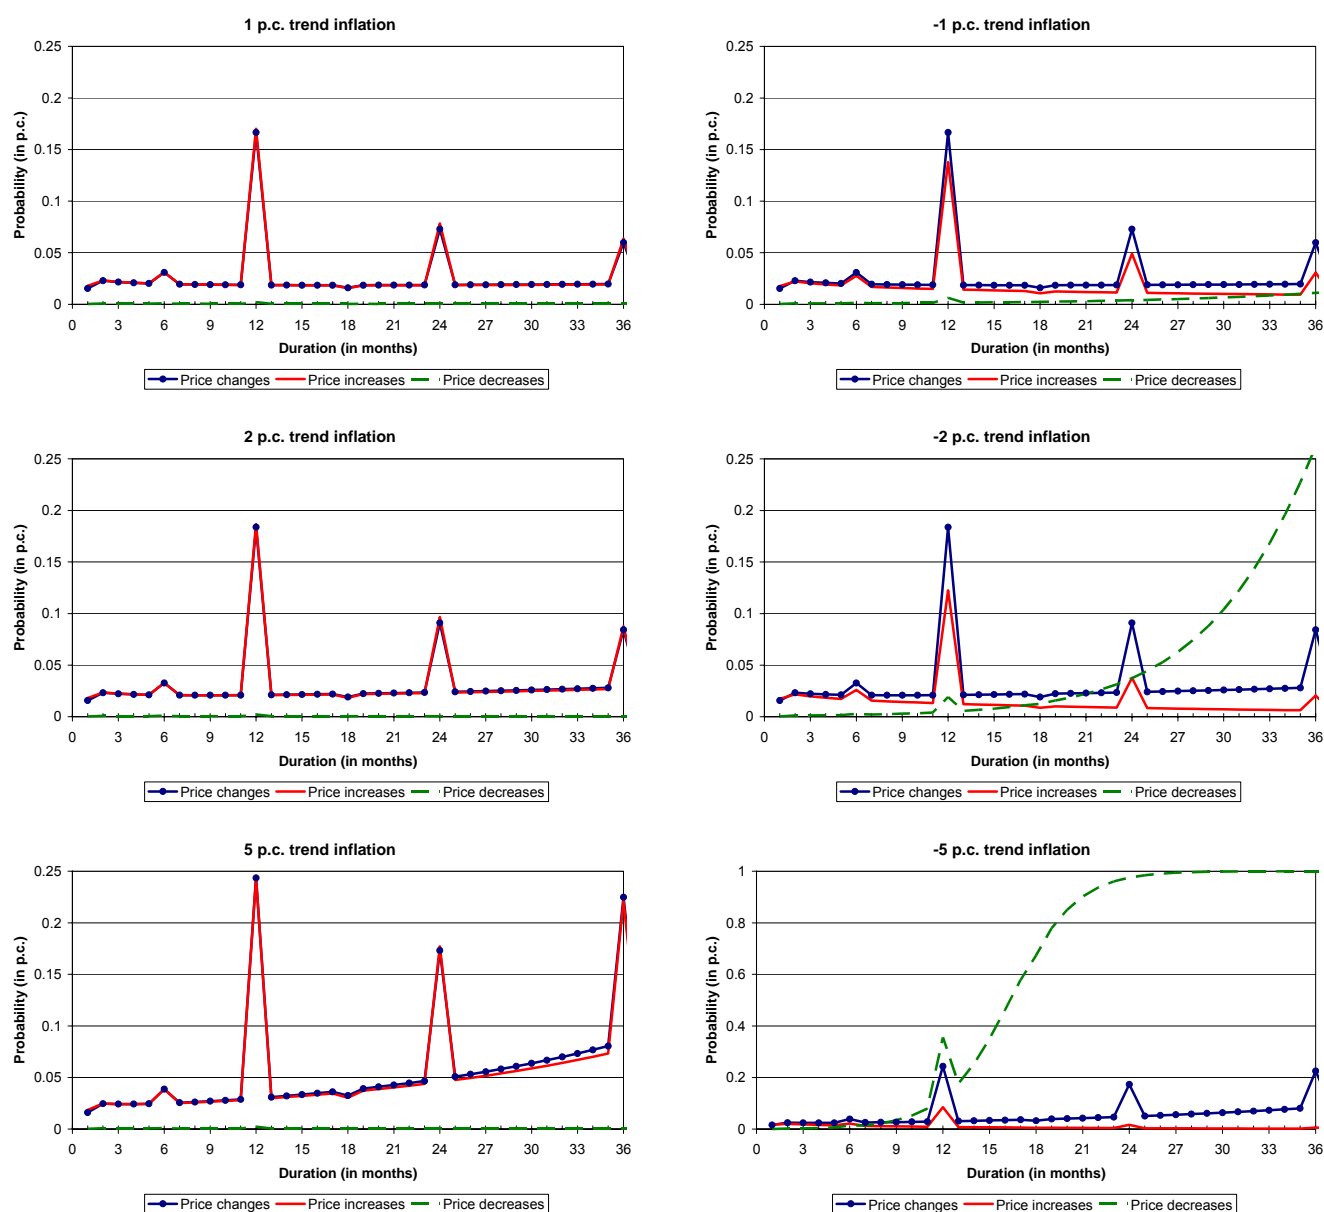 1 p.c. trend inflation
0.25
0.2
0.15
0.1
0.05
0
Probability (in p.c.)
0 3 6 9 12 15 18 21 24 27 30 33 36
Duration (in months)
Price changes Price increases Price decreases
-1 p.c. trend inflation
0.25
0.2
0.15
0.1
0.05
0
Probability (in p.c.)
0 3 6 9 12 15 18 21 24 27 30 33 36
Duration (in months)
Price changes Price increases Price decreases
2 p.c. trend inflation
0.25
0.2
0.15
0.1
0.05
0
Probability (in p.c.)
0 3 6 9 12 15 18 21 24 27 30 33 36
Duration (in months)
Price changes Price increases Price decreases
-2 p.c. trend inflation
0.25
0.2
0.15
0.1
0.05
0
Probability (in p.c.)
0 3 6 9 12 15 18 21 24 27 30 33 36
Duration (in months)
Price changes Price increases Price decreases
5 p.c. trend inflation
0.25
0.2
0.15
0.1
0.05
0
Probability (in p.c.)
0 3 6 9 12 15 18 21 24 27 30 33 36
Duration (in months)
Price changes Price increases Price decreases
-5 p.c. trend inflation
1
0.8
0.6
0.4
0.2
0
Probability (in p.c.)
0 3 6 9 12 15 18 21 24 27 30 33 36
Duration (in months)
Price changes Price increases Price decreases